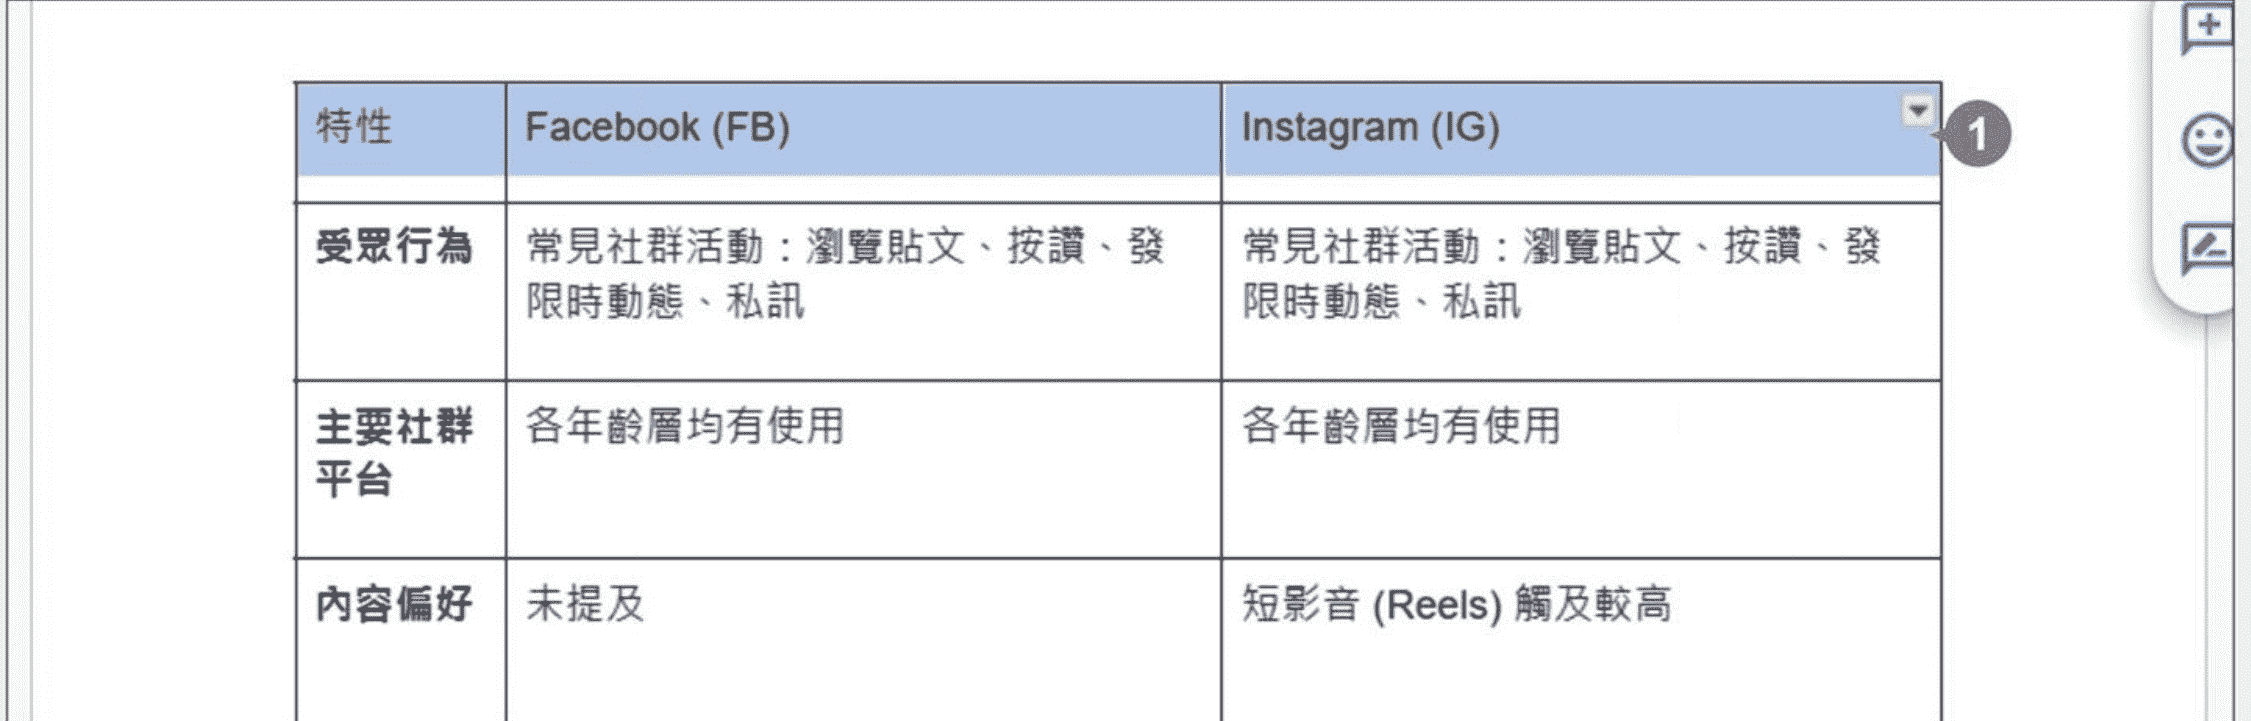 特性 Facebook (FB) Instagram (IG) 1
受眾行為 常見社群活動：瀏覽貼文、按讚、發 常見社群活動：瀏覽貼文、按讚、發
限時動態、私訊 限時動態、私訊
主要社群 各年齡層均有使用 各年齡層均有使用
平台
內容偏好 未提及 短影音 (Reels) 觸及較高